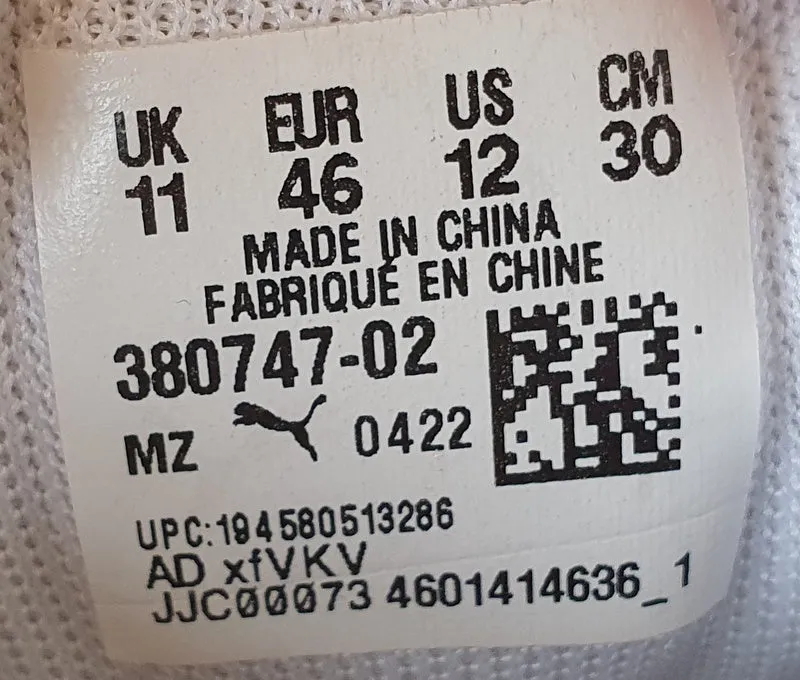 UK EUR US CM
11 46 12 30
MADE IN CHINA
FABRIQUÉ EN CHINE
380747-02
MZ 0422
UPC:194580513286
AD xfVKV
JJC00073 4601414636_1